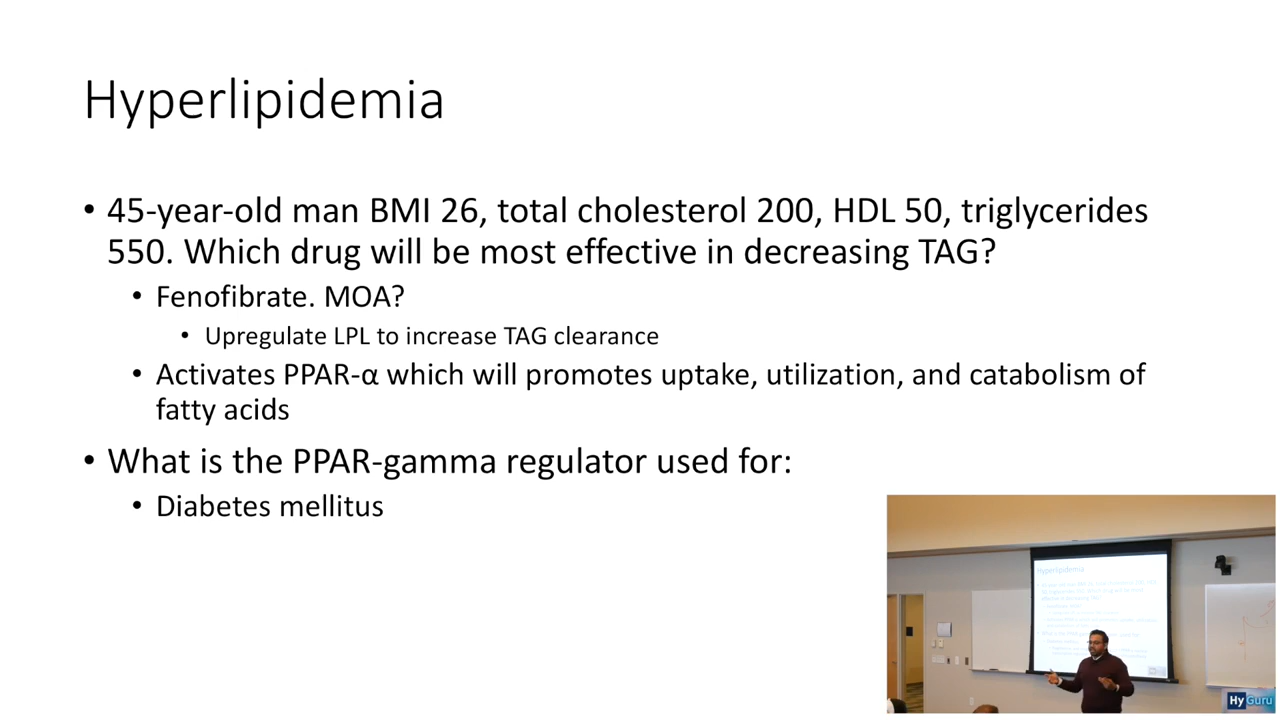 Hyperlipidemia
• 45-year-old man BMI 26, total cholesterol 200, HDL 50, triglycerides
550. Which drug will be most effective in decreasing TAG?
• Fenofibrate. MOA?
• Upregulate LPL to increase TAG clearance
• Activates PPAR-α which will promotes uptake, utilization, and catabolism of
fatty acids
• What is the PPAR-gamma regulator used for:
• Diabetes mellitus
Hyperlipidemia
HyGuru